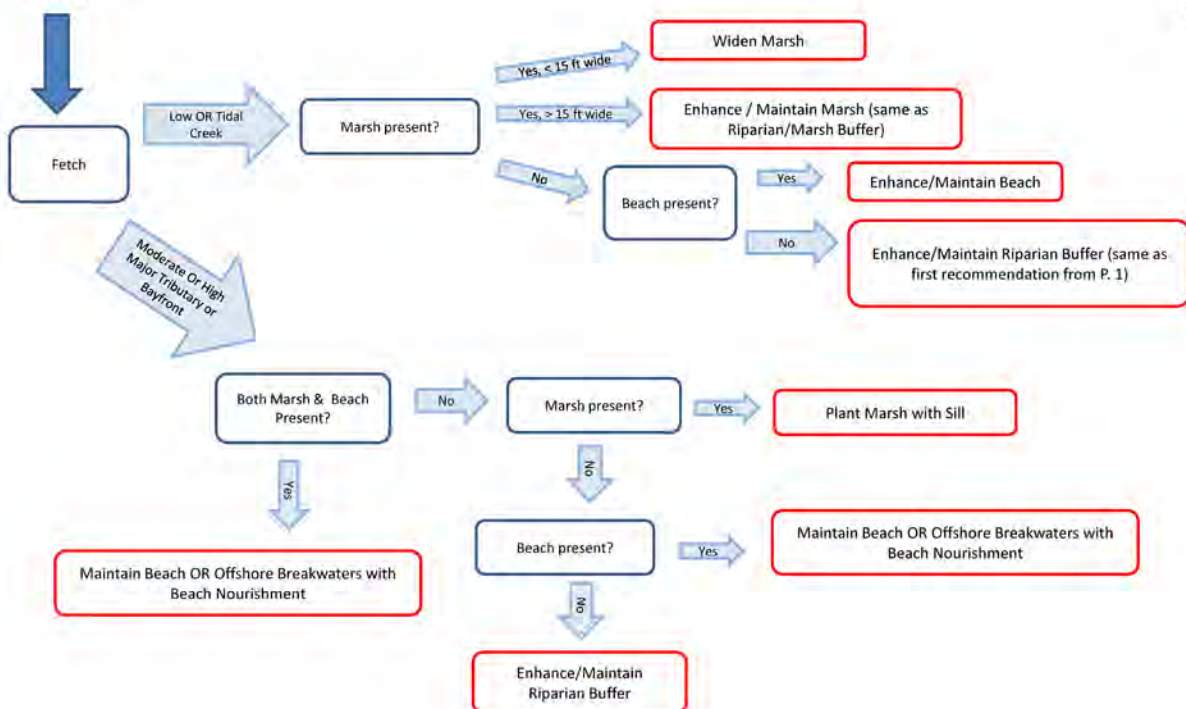 Widen Marsh
Yes, < 15 ft wide
Low OR Tidal
Creek
Marsh present?
Yes, > 15 ft wide
Enhance / Maintain Marsh (same as
Riparian/Marsh Buffer)
Fetch
No
Beach present?
Yes
Enhance/Maintain Beach
No
Enhance/Maintain Riparian Buffer (same as
first recommendation from P. 1)
Moderate Or High
Major Tributary or
Bayfront
Both Marsh & Beach
Present?
No
Marsh present?
Yes
Plant Marsh with Sill
Yes
No
Maintain Beach OR Offshore Breakwaters with
Beach Nourishment
Beach present?
Yes
Maintain Beach OR Offshore Breakwaters with
Beach Nourishment
No
Enhance/Maintain
Riparian Buffer